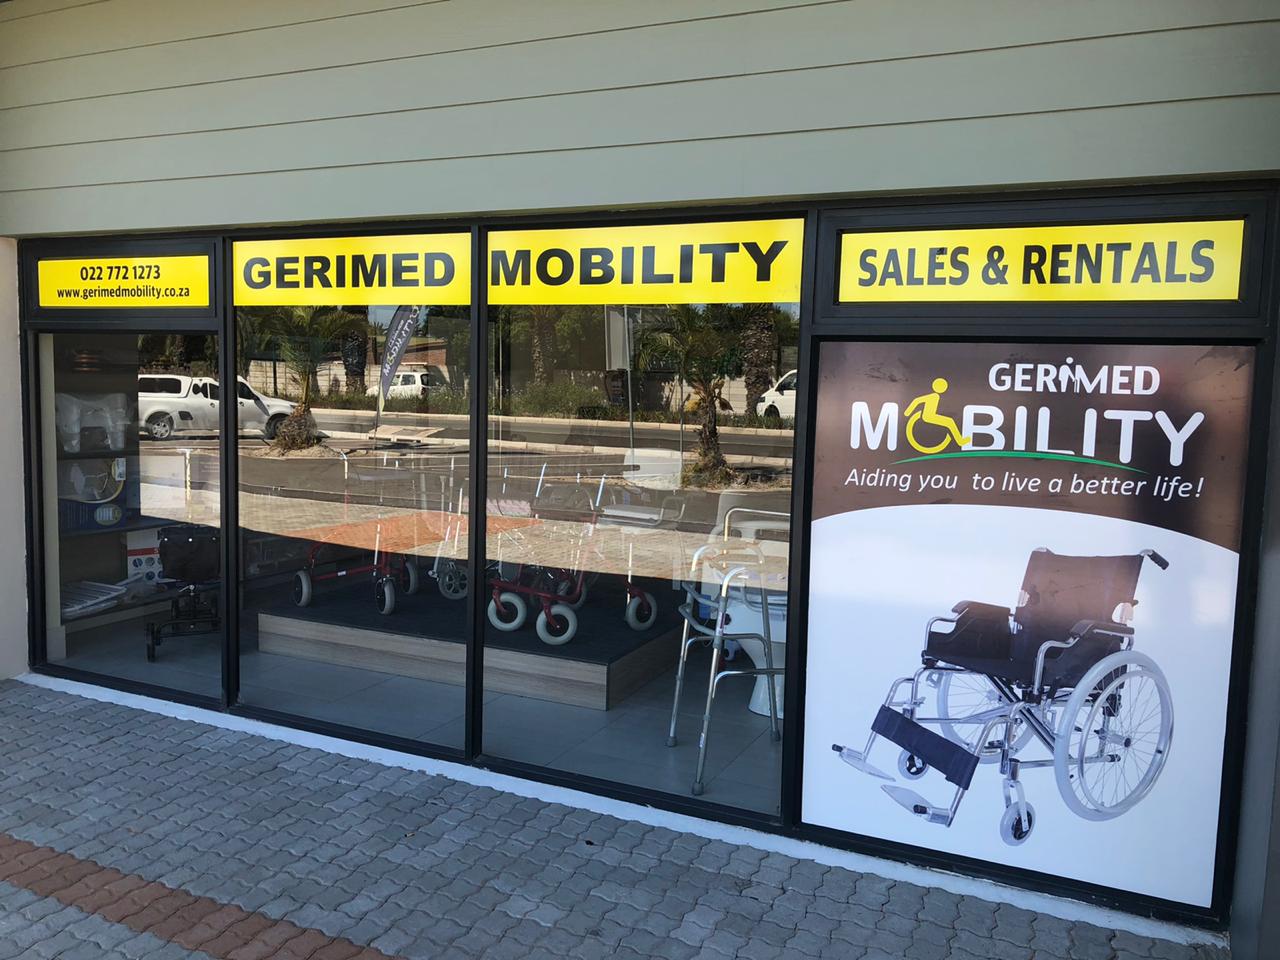 022 772 1273
www.gerimedmobility.co.za
GERIMED MOBILITY
SALES & RENTALS
GERIMED
MOBILITY
Aiding you to live a better life!